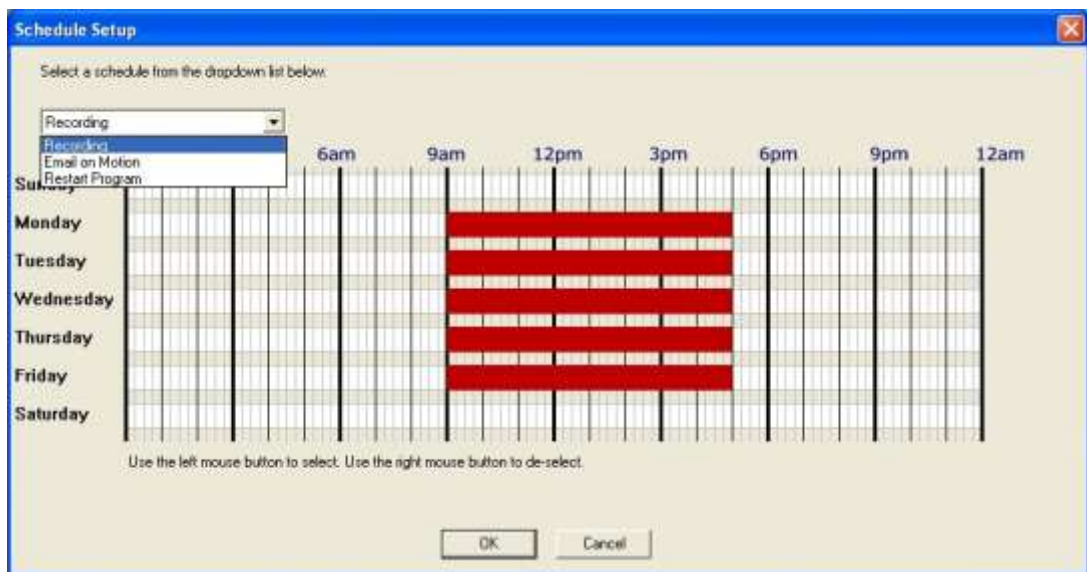 Schedule Setup
Select a schedule from the dropdown list below:
Recording
Recording
Email on Motion
Restart Program
6am 9am 12pm 3pm 6pm 9pm 12am
Monday
Tuesday
Wednesday
Thursday
Friday
Saturday
Use the left mouse button to select. Use the right mouse button to de-select.
OK Cancel